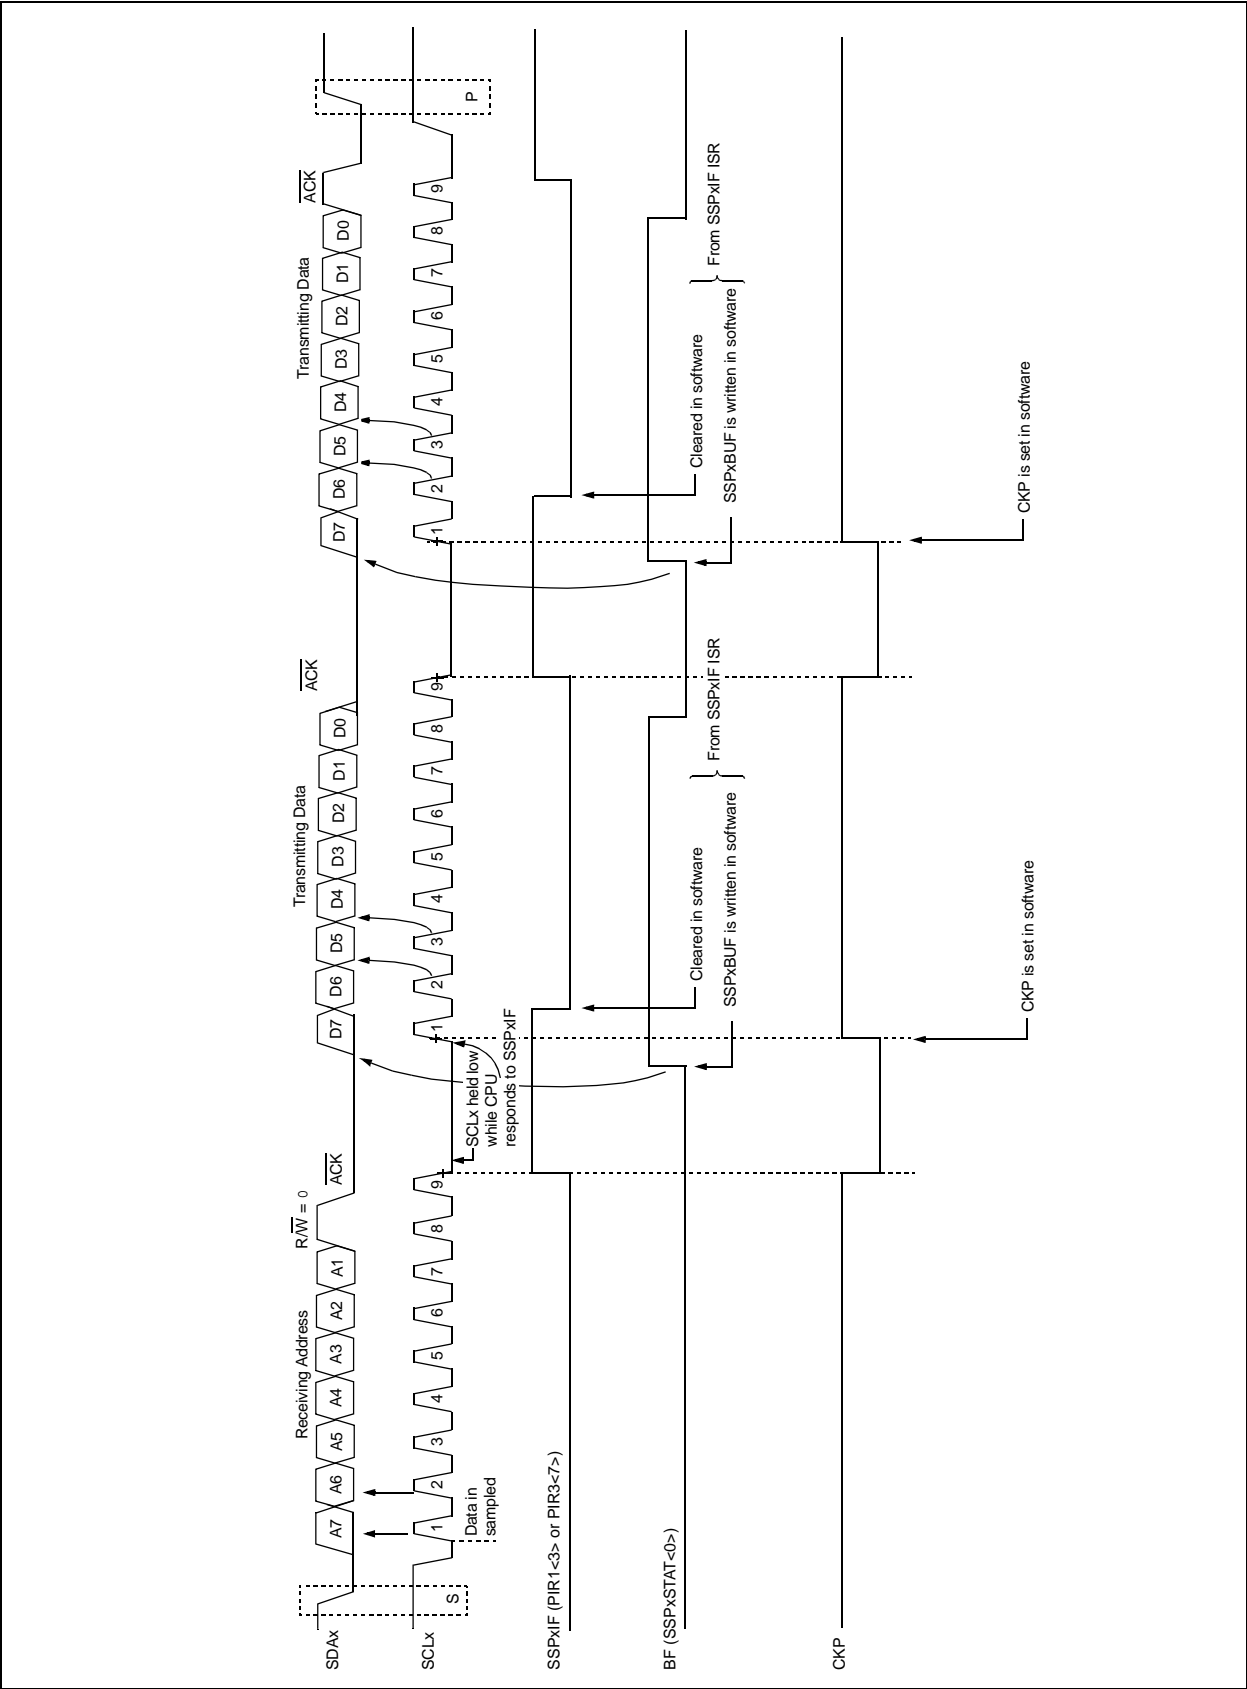 Receiving Address
R/W = 0
ACK
Transmitting Data
ACK
Transmitting Data
ACK
SDAx
A7 A6 A5 A4 A3 A2 A1
D7 D6 D5 D4 D3 D2 D1 D0
D7 D6 D5 D4 D3 D2 D1 D0
SCLx
1 2 3 4 5 6 7 8 9
1 2 3 4 5 6 7 8 9
1 2 3 4 5 6 7 8 9
S
P
Data in
sampled
SCLx held low
while CPU
responds to SSPxIF
SSPxIF (PIR1<3> or PIR3<7>)
BF (SSPxSTAT<0>)
Cleared in software
SSPxBUF is written in software
From SSPxIF ISR
Cleared in software
SSPxBUF is written in software
From SSPxIF ISR
CKP
CKP is set in software
CKP is set in software